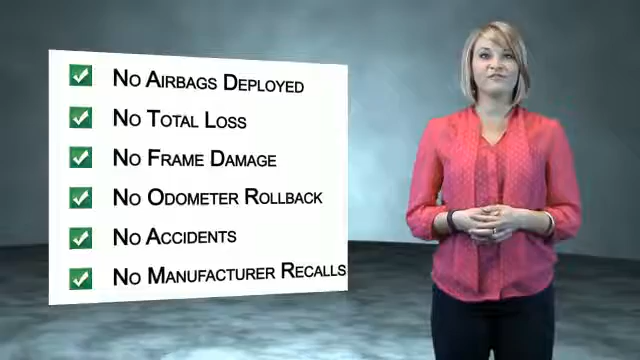 No Airbags Deployed
No Total Loss
No Frame Damage
No Odometer Rollback
No Accidents
No Manufacturer Recalls